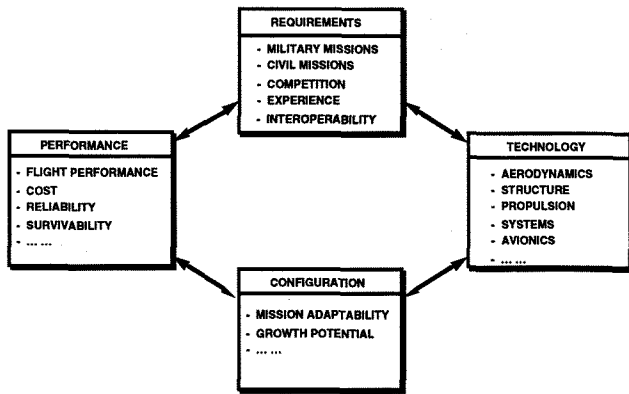 REQUIREMENTS
- MILITARY MISSIONS
- CIVIL MISSIONS
- COMPETITION
- EXPERIENCE
- INTEROPERABILITY
PERFORMANCE
- FLIGHT PERFORMANCE
- COST
- RELIABILITY
- SURVIVABILITY
- ... ...
TECHNOLOGY
- AERODYNAMICS
- STRUCTURE
- PROPULSION
- SYSTEMS
- AVIONICS
- ... ...
CONFIGURATION
- MISSION ADAPTABILITY
- GROWTH POTENTIAL
- ... ...